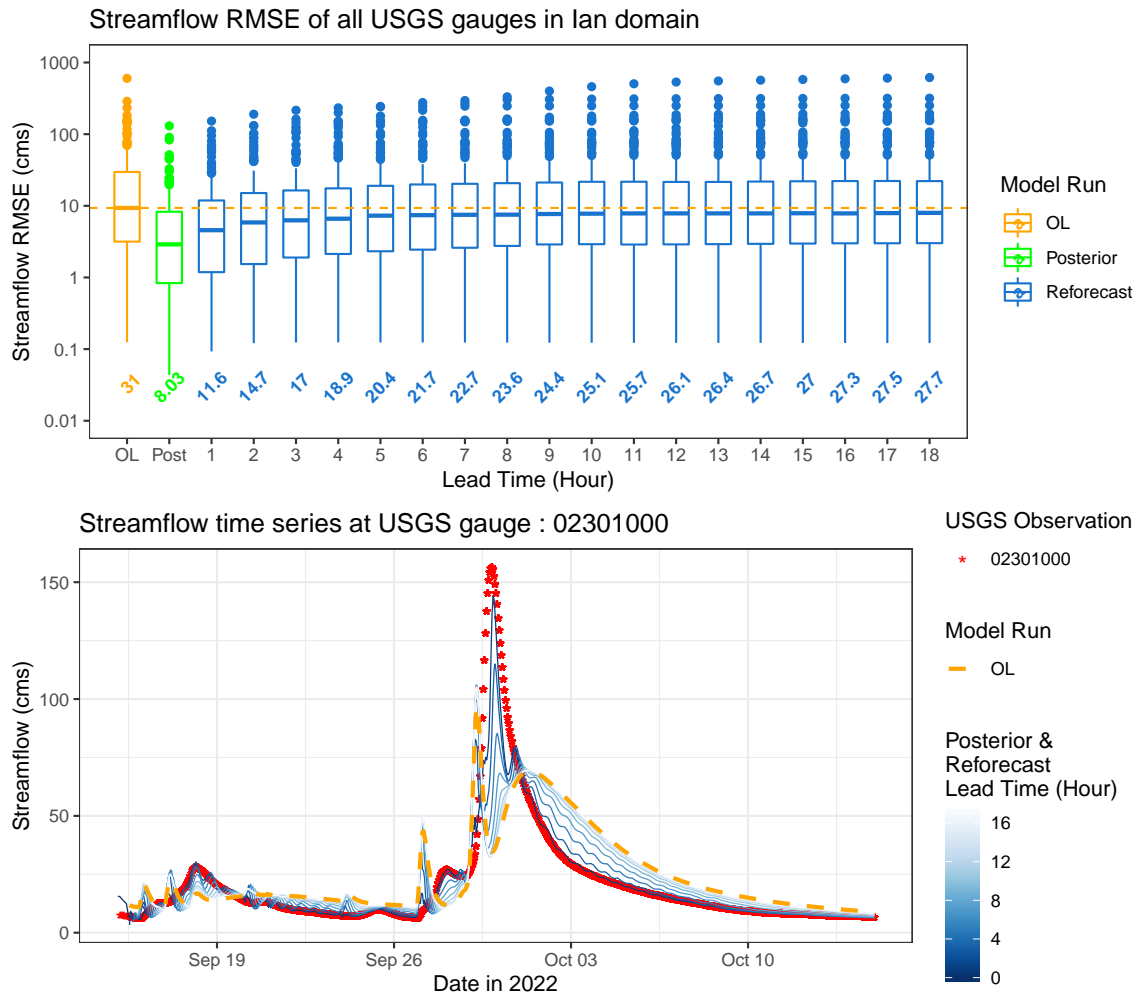 Streamflow RMSE of all USGS gauges in Ian domain
Streamflow RMSE (cms)
1000
100
10
1
0.1
0.01
31
8.03
11.6
14.7
17
18.9
20.4
21.7
22.7
23.6
24.4
25.1
25.7
26.1
26.4
26.7
27
27.3
27.5
27.7
OL Post 1 2 3 4 5 6 7 8 9 10 11 12 13 14 15 16 17 18
Lead Time (Hour)
Model Run
OL
Posterior
Reforecast
Streamflow time series at USGS gauge : 02301000
Streamflow (cms)
150
100
50
0
Sep 19 Sep 26 Oct 03 Oct 10
Date in 2022
USGS Observation
02301000
Model Run
OL
Posterior &
Reforecast
Lead Time (Hour)
16
12
8
4
0